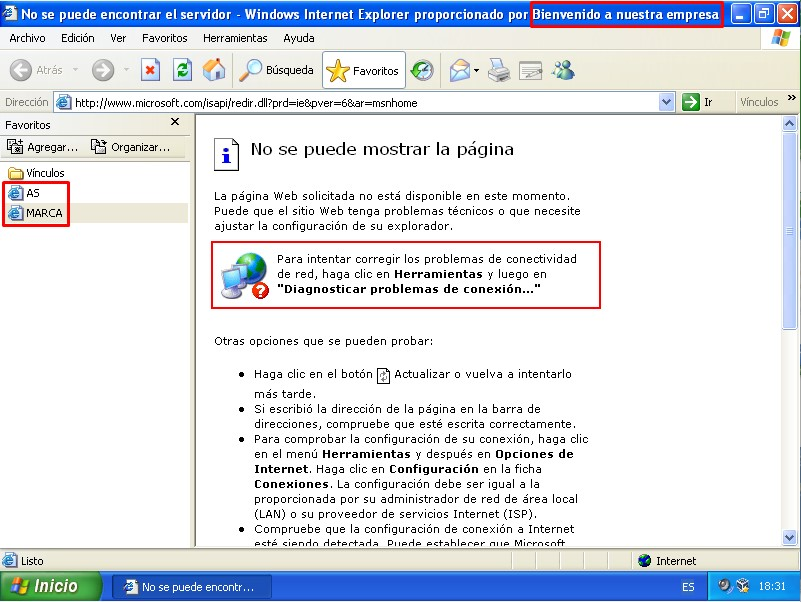 No se puede encontrar el servidor - Windows Internet Explorer proporcionado por Bienvenido a nuestra empresa
Archivo Edición Ver Favoritos Herramientas Ayuda
Atrás Búsqueda Favoritos
Dirección http://www.microsoft.com/isapi/redir.dll?prd=ie&pver=6&ar=msnhome Ir Vínculos »
Favoritos
Agregar... Organizar...
Vínculos
AS
MARCA
No se puede mostrar la página
La página Web solicitada no está disponible en este momento.
Puede que el sitio Web tenga problemas técnicos o que necesite
ajustar la configuración de su explorador.
Para intentar corregir los problemas de conectividad
de red, haga clic en Herramientas y luego en
"Diagnosticar problemas de conexión..."
Otras opciones que se pueden probar:
• Haga clic en el botón Actualizar o vuelva a intentarlo
más tarde.
• Si escribió la dirección de la página en la barra de
direcciones, compruebe que esté escrita correctamente.
• Para comprobar la configuración de su conexión, haga clic
en el menú Herramientas y después en Opciones de
Internet. Haga clic en Configuración en la ficha
Conexiones. La configuración debe ser igual a la
proporcionada por su administrador de red de área local
(LAN) o su proveedor de servicios Internet (ISP).
• Compruebe que la configuración de conexión a Internet
esté siendo detectada. Puede establecer que Microsoft
Listo Internet
Inicio No se puede encontr... ES 18:31